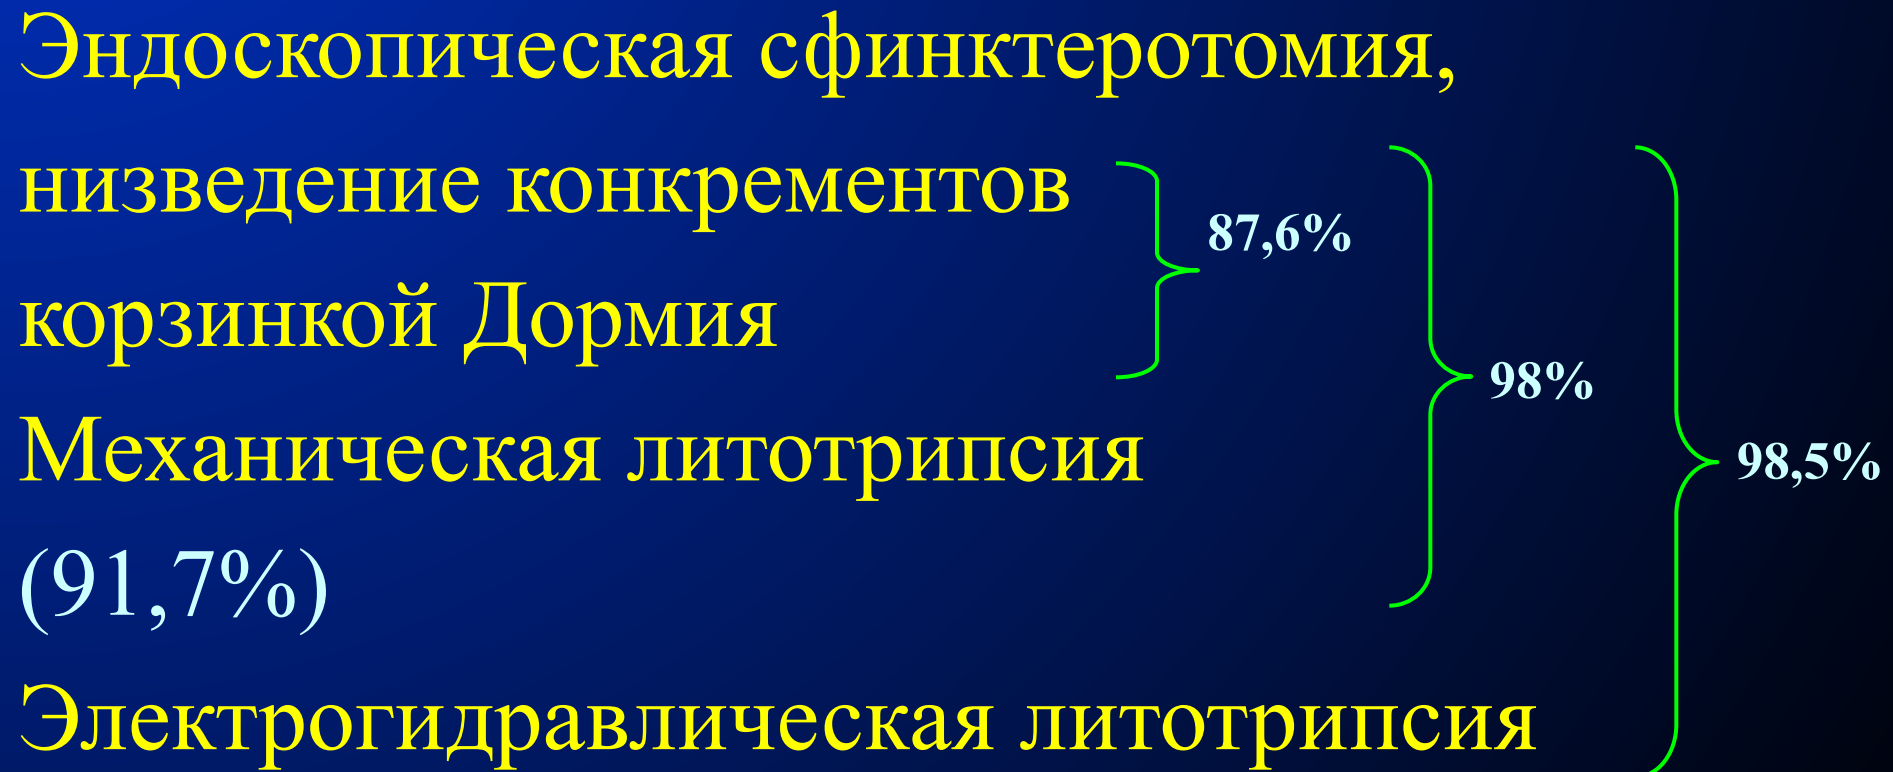 Эндоскопическая сфинктеротомия,
низведение конкрементов
87,6%
корзинкой Дормия
98%
Механическая литотрипсия
98,5%
(91,7%)
Электрогидравлическая литотрипсия